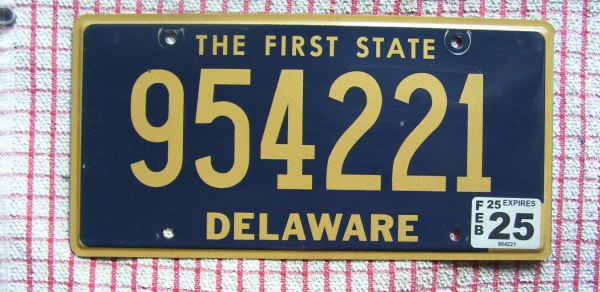 THE FIRST STATE
954221
DELAWARE
FEB 25 EXPIRES
25
954221